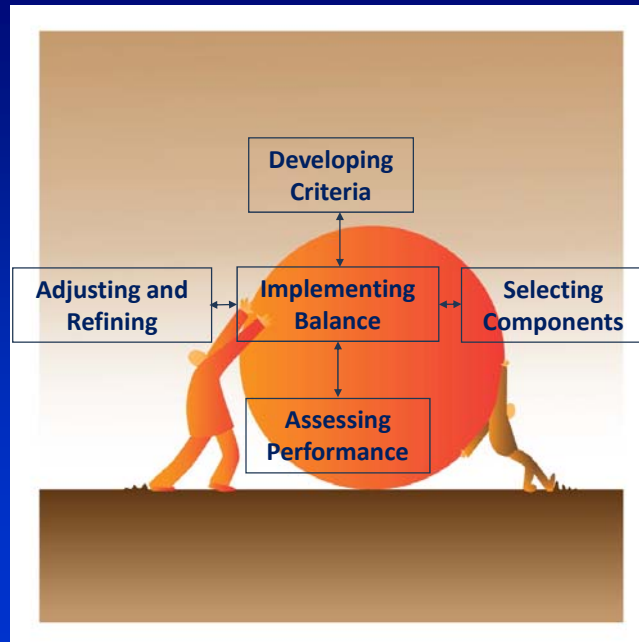 Developing
Criteria
Adjusting and
Refining
Implementing
Balance
Selecting
Components
Assessing
Performance